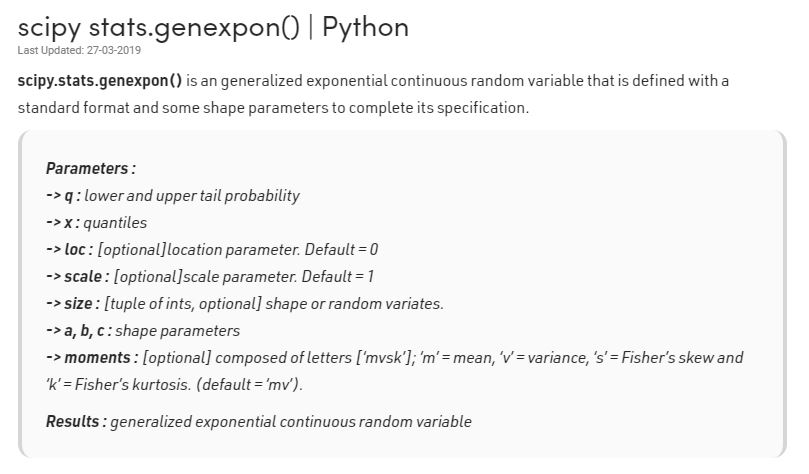 scipy stats.genexpon() | Python
Last Updated: 27-03-2019
scipy.stats.genexpon() is an generalized exponential continuous random variable that is defined with a
standard format and some shape parameters to complete its specification.
Parameters :
-> q : lower and upper tail probability
-> x : quantiles
-> loc : [optional]location parameter. Default = 0
-> scale : [optional]scale parameter. Default = 1
-> size : [tuple of ints, optional] shape or random variates.
-> a, b, c : shape parameters
-> moments : [optional] composed of letters [‘mvsk’]; ‘m’ = mean, ‘v’ = variance, ‘s’ = Fisher’s skew and
‘k’ = Fisher’s kurtosis. (default = ‘mv’).
Results : generalized exponential continuous random variable